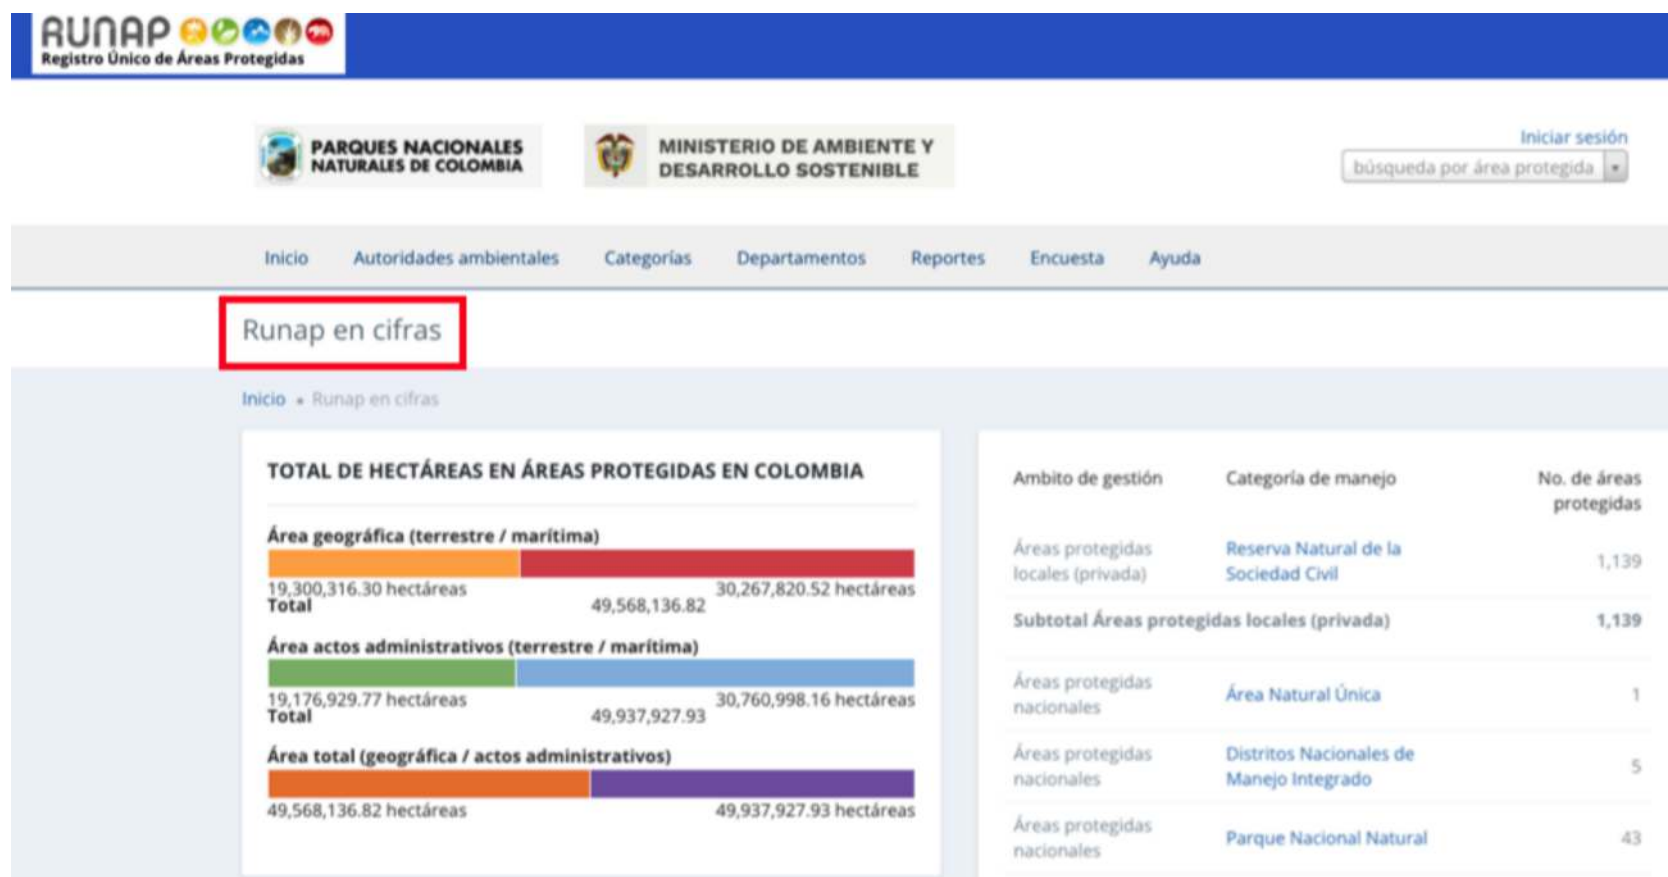 RUNAP
Registro Único de Áreas Protegidas
PARQUES NACIONALES
NATURALES DE COLOMBIA
MINISTERIO DE AMBIENTE Y
DESARROLLO SOSTENIBLE
Iniciar sesión
búsqueda por área protegida
Inicio Autoridades ambientales Categorías Departamentos Reportes Encuesta Ayuda
Runap en cifras
Inicio • Runap en cifras
TOTAL DE HECTÁREAS EN ÁREAS PROTEGIDAS EN COLOMBIA
Área geográfica (terrestre / marítima)
19,300,316.30 hectáreas 30,267,820.52 hectáreas
Total 49,568,136.82
Área actos administrativos (terrestre / marítima)
19,176,929.77 hectáreas 30,760,998.16 hectáreas
Total 49,937,927.93
Área total (geográfica / actos administrativos)
49,568,136.82 hectáreas 49,937,927.93 hectáreas
Ambito de gestión Categoría de manejo No. de áreas
protegidas
Áreas protegidas Reserva Natural de la
locales (privada) Sociedad Civil 1,139
Subtotal Áreas protegidas locales (privada) 1,139
Áreas protegidas
nacionales Área Natural Única 1
Áreas protegidas Distritos Nacionales de
nacionales Manejo Integrado 5
Áreas protegidas
nacionales Parque Nacional Natural 43